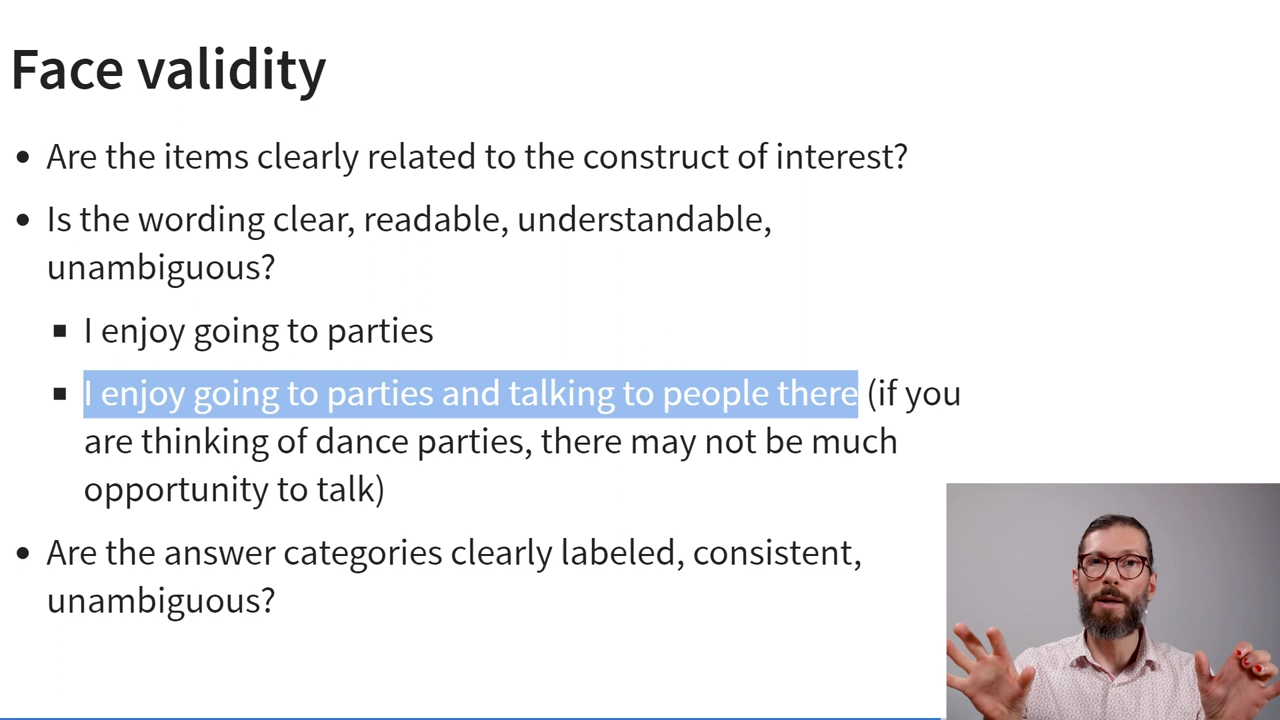 Face validity
• Are the items clearly related to the construct of interest?
• Is the wording clear, readable, understandable,
unambiguous?
▪ I enjoy going to parties
▪ I enjoy going to parties and talking to people there (if you
are thinking of dance parties, there may not be much
opportunity to talk)
• Are the answer categories clearly labeled, consistent,
unambiguous?